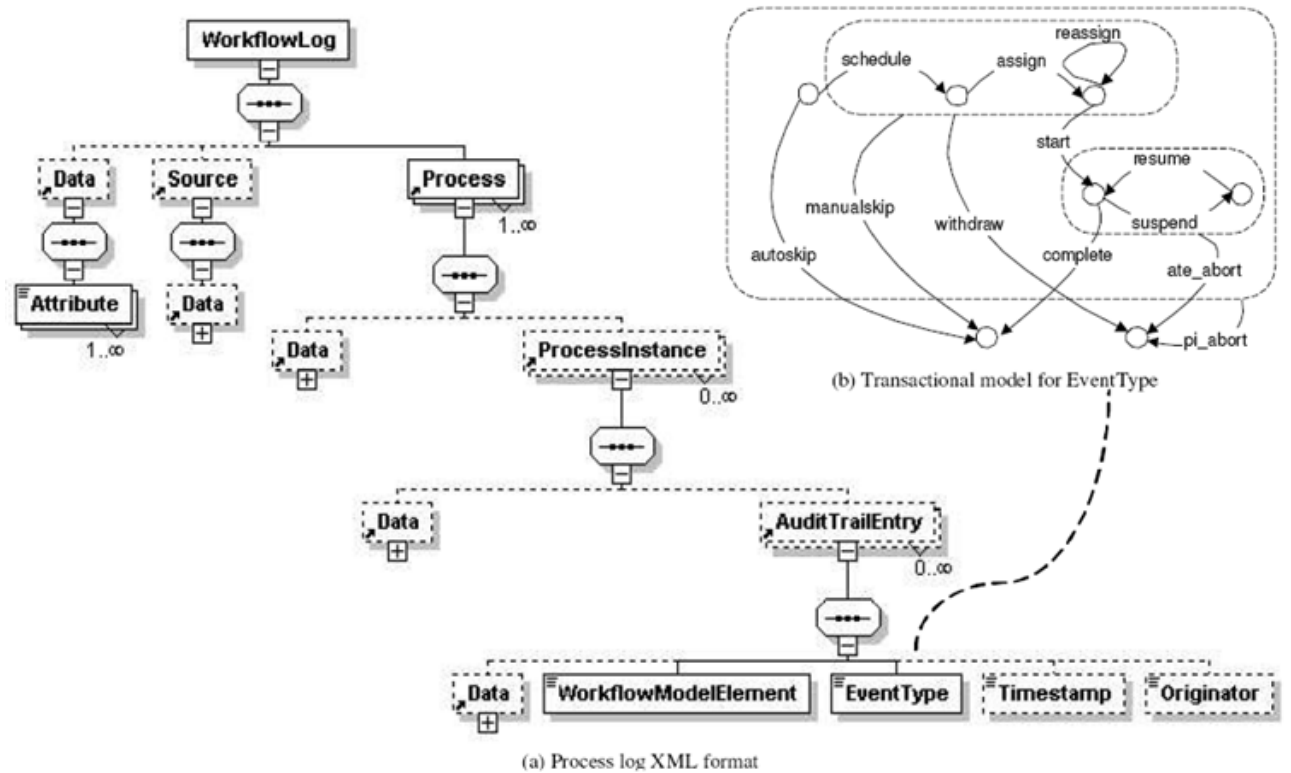 WorkflowLog
Data
Source
Process
1..∞
Attribute
1..∞
Data
Data
ProcessInstance
0..∞
Data
AuditTrailEntry
0..∞
Data
WorkflowModelElement
EventType
Timestamp
Originator
(a) Process log XML format
reassign
schedule
assign
start
resume
manualskip
withdraw
suspend
autoskip
complete
ate_abort
pi_abort
(b) Transactional model for EventType